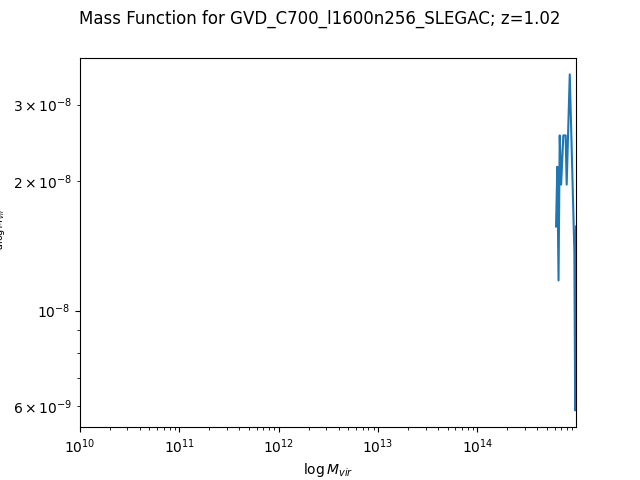 Mass Function for GVD_C700_l1600n256_SLEGAC; z=1.02
3 × 10⁻⁸
2 × 10⁻⁸
10⁻⁸
6 × 10⁻⁹
10¹⁰ 10¹¹ 10¹² 10¹³ 10¹⁴
log M_vir